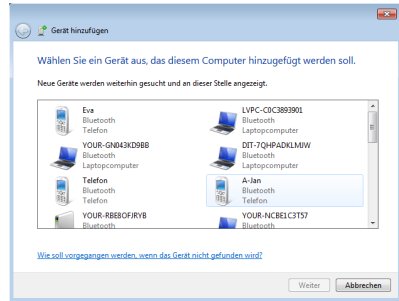 Gerät hinzufügen
Wählen Sie ein Gerät aus, das diesem Computer hinzugefügt werden soll.
Neue Geräte werden weiterhin gesucht und an dieser Stelle angezeigt.
Eva
Bluetooth
Telefon
LVPC-C0C3893901
Bluetooth
Laptopcomputer
YOUR-GN043KD9BB
Bluetooth
Laptopcomputer
DIT-7QHPADKLMJW
Bluetooth
Laptopcomputer
Telefon
Bluetooth
Telefon
A-Jan
Bluetooth
Telefon
YOUR-RBE8OFJRYB
Bluetooth
YOUR-NCBE1C3T57
Bluetooth
Wie soll vorgegangen werden, wenn das Gerät nicht gefunden wird?
Weiter
Abbrechen